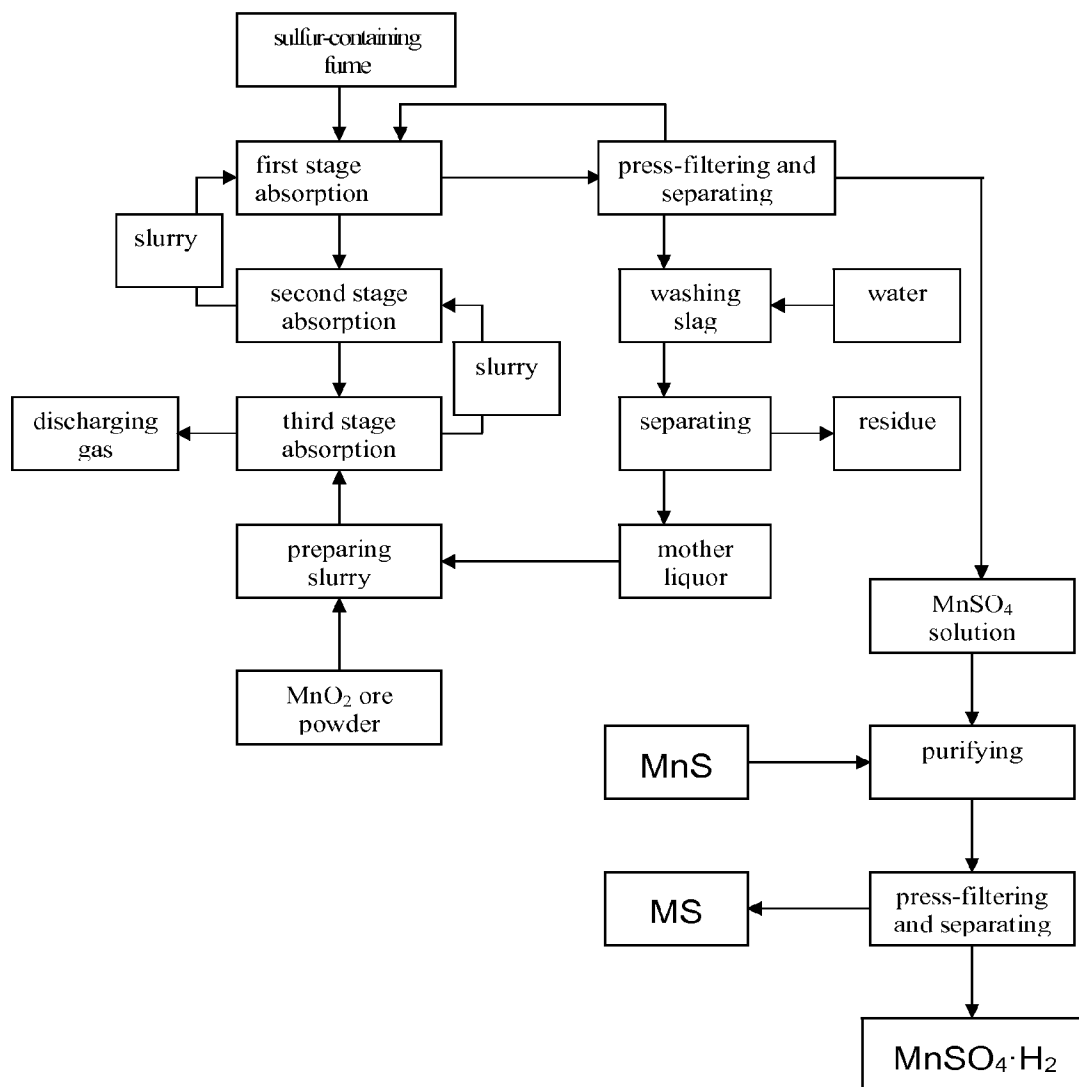 sulfur-containing
fume
first stage
absorption
press-filtering and
separating
slurry
second stage
absorption
washing
slag
water
slurry
discharging
gas
third stage
absorption
separating
residue
preparing
slurry
mother
liquor
MnSO₄
solution
MnO₂ ore
powder
MnS
purifying
MS
press-filtering
and separating
MnSO₄·H₂